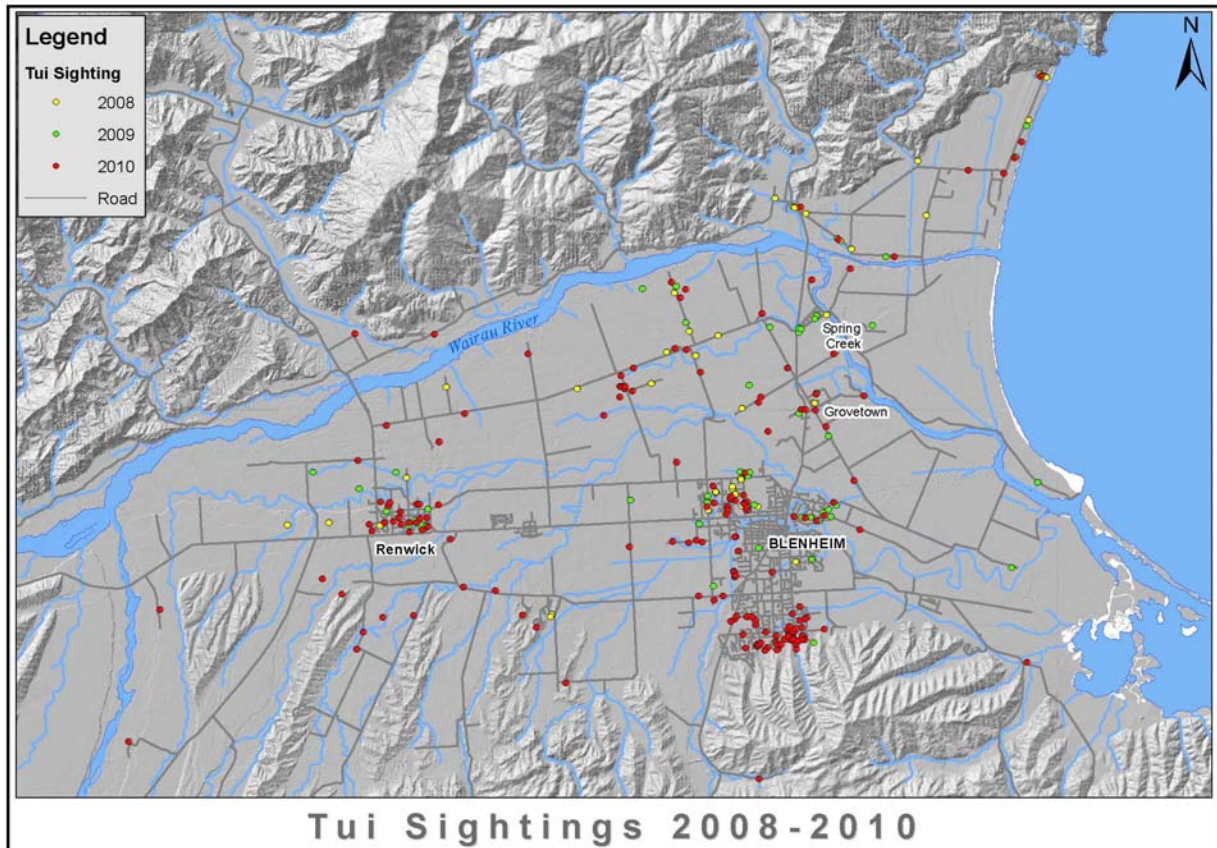 Legend
Tui Sighting
2008
2009
2010
Road
N
Wairau River
Spring
Creek
Grovetown
Renwick
BLENHEIM
Tui Sightings 2008-2010